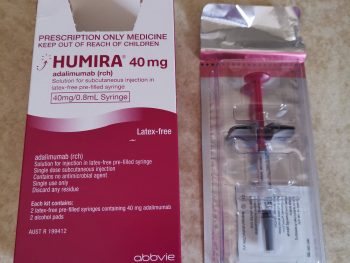 PRESCRIPTION ONLY MEDICINE
KEEP OUT OF REACH OF CHILDREN
HUMIRA® 40 mg
adalimumab (rch)
Solution for subcutaneous injection in
latex-free pre-filled syringe
40mg/0.8mL Syringe
Latex-free
adalimumab (rch)
Solution for injection in latex-free pre-filled syringe
Single dose subcutaneous injection
Contains no antimicrobial agent
Single use only
Discard any residue
Each kit contains:
2 latex-free pre-filled syringes containing 40 mg adalimumab
2 alcohol pads
AUST R 199412
abbvie